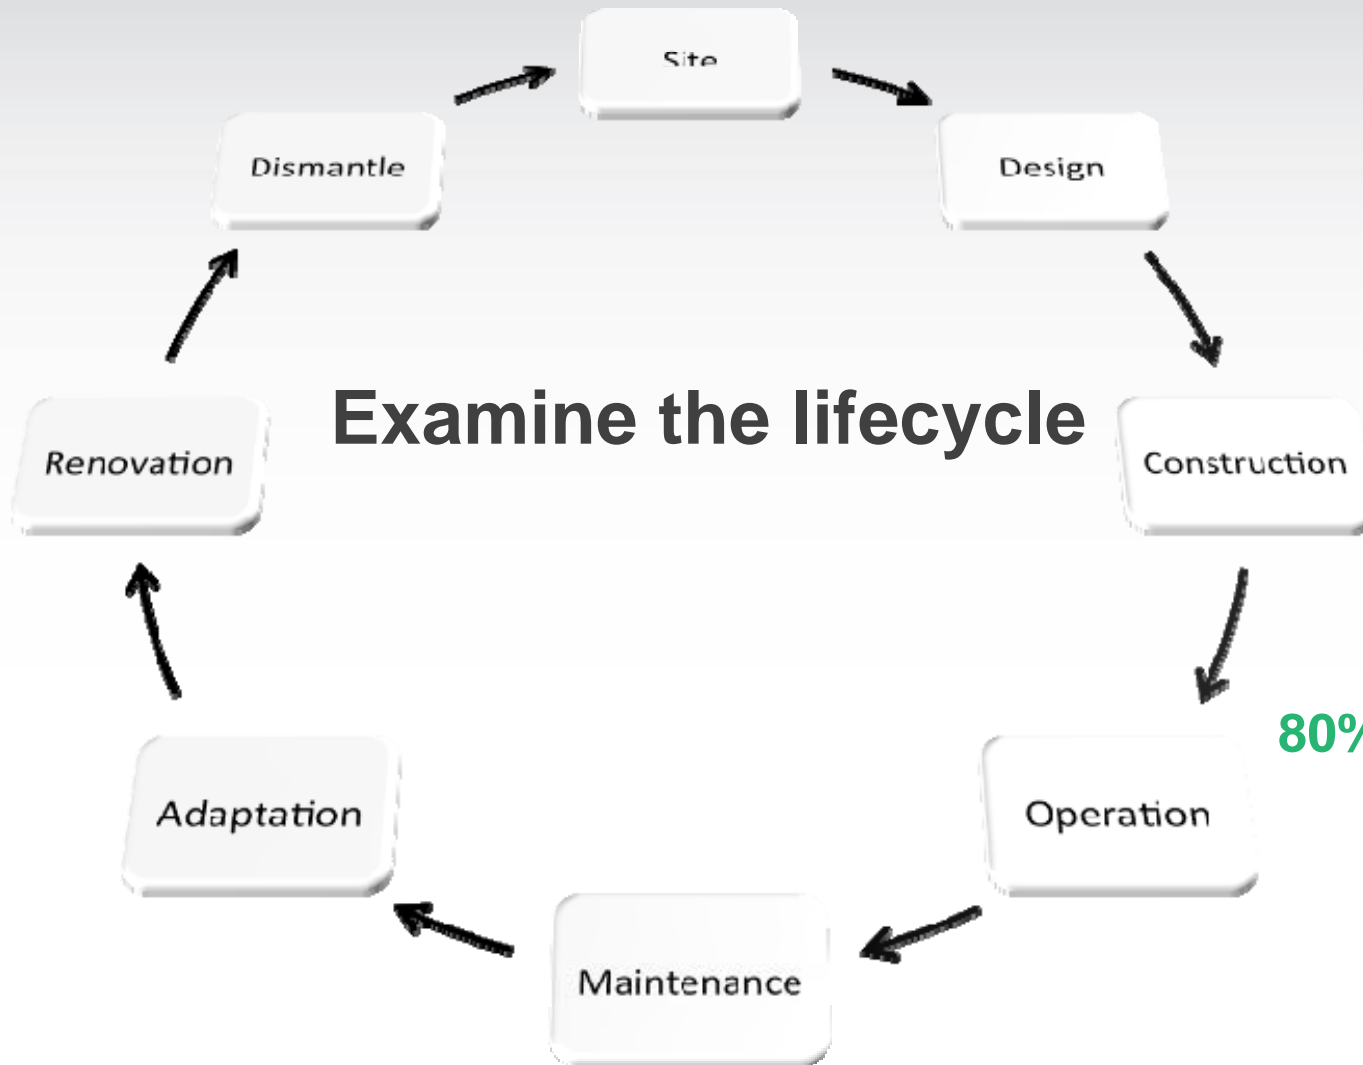 Site
Design
Dismantle
Examine the lifecycle
Construction
Renovation
80%
Operation
Adaptation
Maintenance